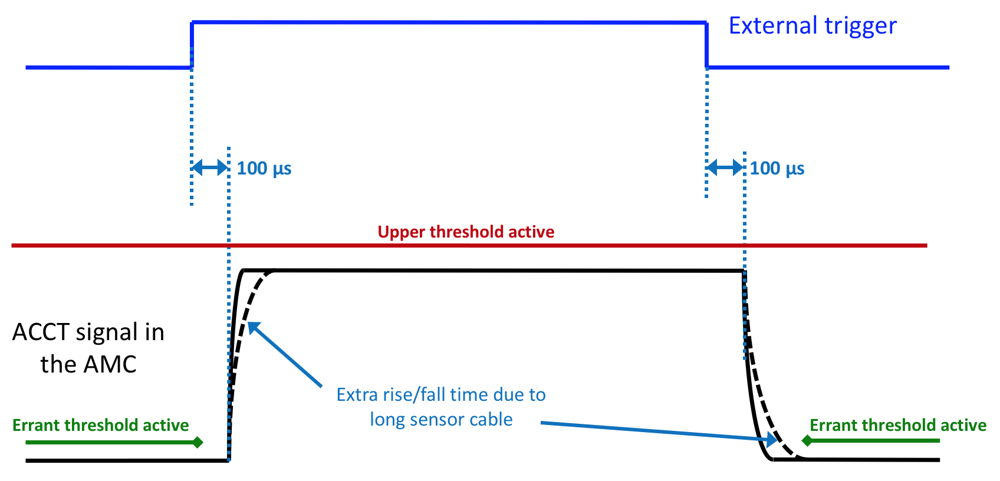 External trigger
100 µs
100 µs
Upper threshold active
ACCT signal in
the AMC
Extra rise/fall time due to
long sensor cable
Errant threshold active
Errant threshold active